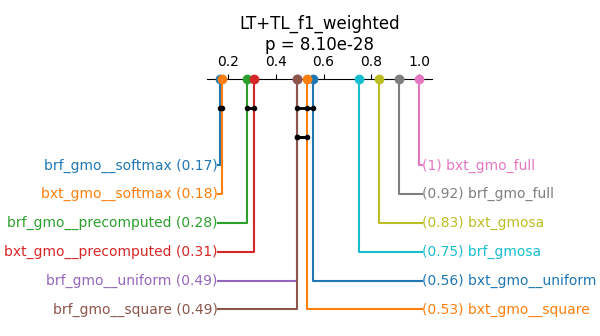 LT+TL_f1_weighted
p = 8.10e-28
0.2 0.4 0.6 0.8 1.0
brf_gmo__softmax (0.17) (1) bxt_gmo_full
bxt_gmo__softmax (0.18) (0.92) brf_gmo_full
brf_gmo__precomputed (0.28) (0.83) bxt_gmosa
bxt_gmo__precomputed (0.31) (0.75) brf_gmosa
brf_gmo__uniform (0.49) (0.56) bxt_gmo__uniform
brf_gmo__square (0.49) (0.53) bxt_gmo__square